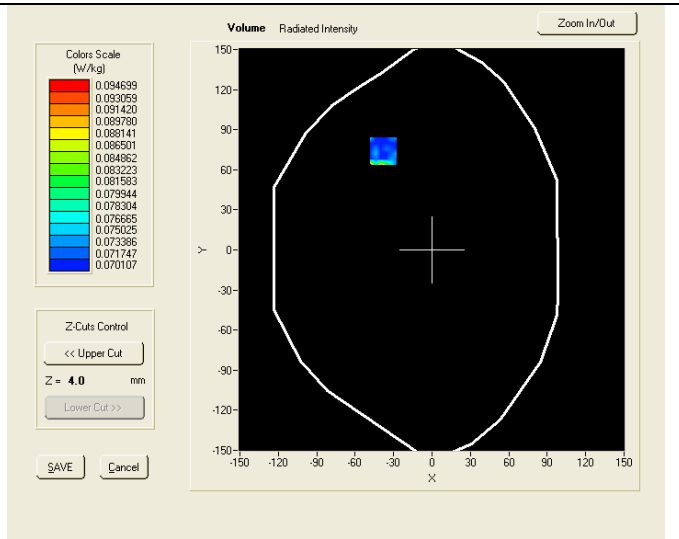 Volume Radiated Intensity
Zoom In/Out
Colors Scale
(W/kg)
0.094699
0.093059
0.091420
0.089780
0.088141
0.086501
0.084862
0.083223
0.081583
0.079944
0.078304
0.076665
0.075025
0.073386
0.071747
0.070107
Z-Cuts Control
<< Upper Cut
Z = 4.0 mm
Lower Cut >>
SAVE Cancel
150
120
90
60
30
0
-30
-60
-90
-120
-150
Y
-150 -120 -90 -60 -30 0 30 60 90 120 150
X